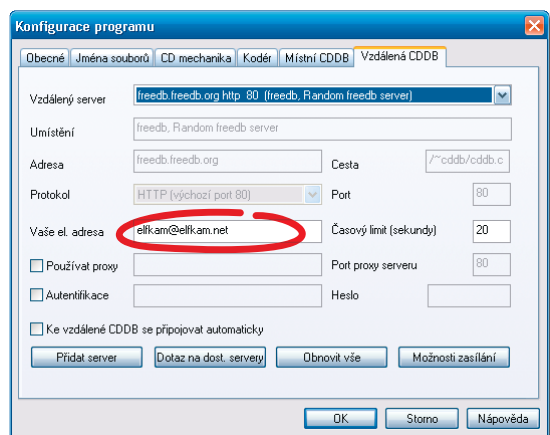 Konfigurace programu
Obecné Jména souborů CD mechanika Kodér Místní CDDB Vzdálená CDDB
Vzdálený server freedb.freedb.org http 80 (freedb, Random freedb server)
Umístění freedb, Random freedb server
Adresa freedb.freedb.org Cesta /~cddb/cddb.c
Protokol HTTP (výchozí port 80) Port 80
Vaše el. adresa elfkam@elfkam.net Časový limit (sekundy) 20
Používat proxy Port proxy serveru 80
Autentifikace Heslo
Ke vzdálené CDDB se připojovat automaticky
Přidat server Dotaz na dost. servery Obnovit vše Možnosti zasílání
OK Storno Nápověda